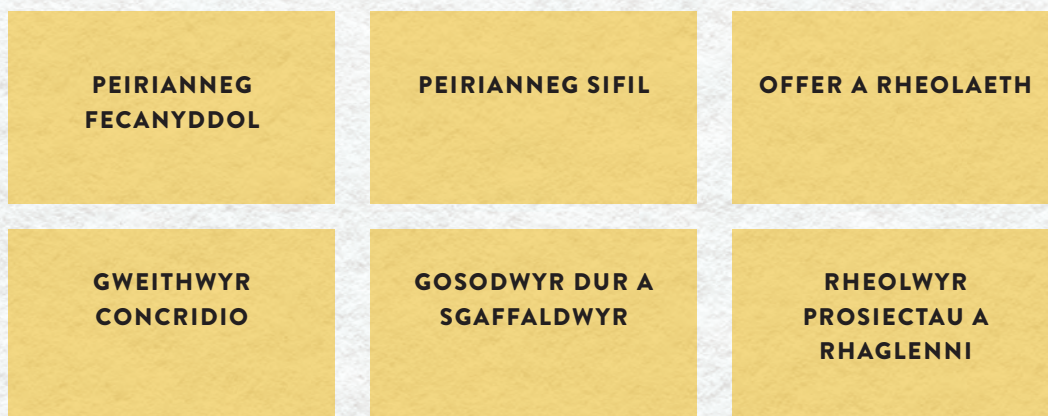 PEIRIANNEG
FECANYDDOL
PEIRIANNEG SIFIL
OFFER A RHEOLAETH
GWEITHWYR
CONCRIDIO
GOSODWYR DUR A
SGAFFALDWYR
RHEOLWYR
PROSIECTAU A
RHAGLENNI